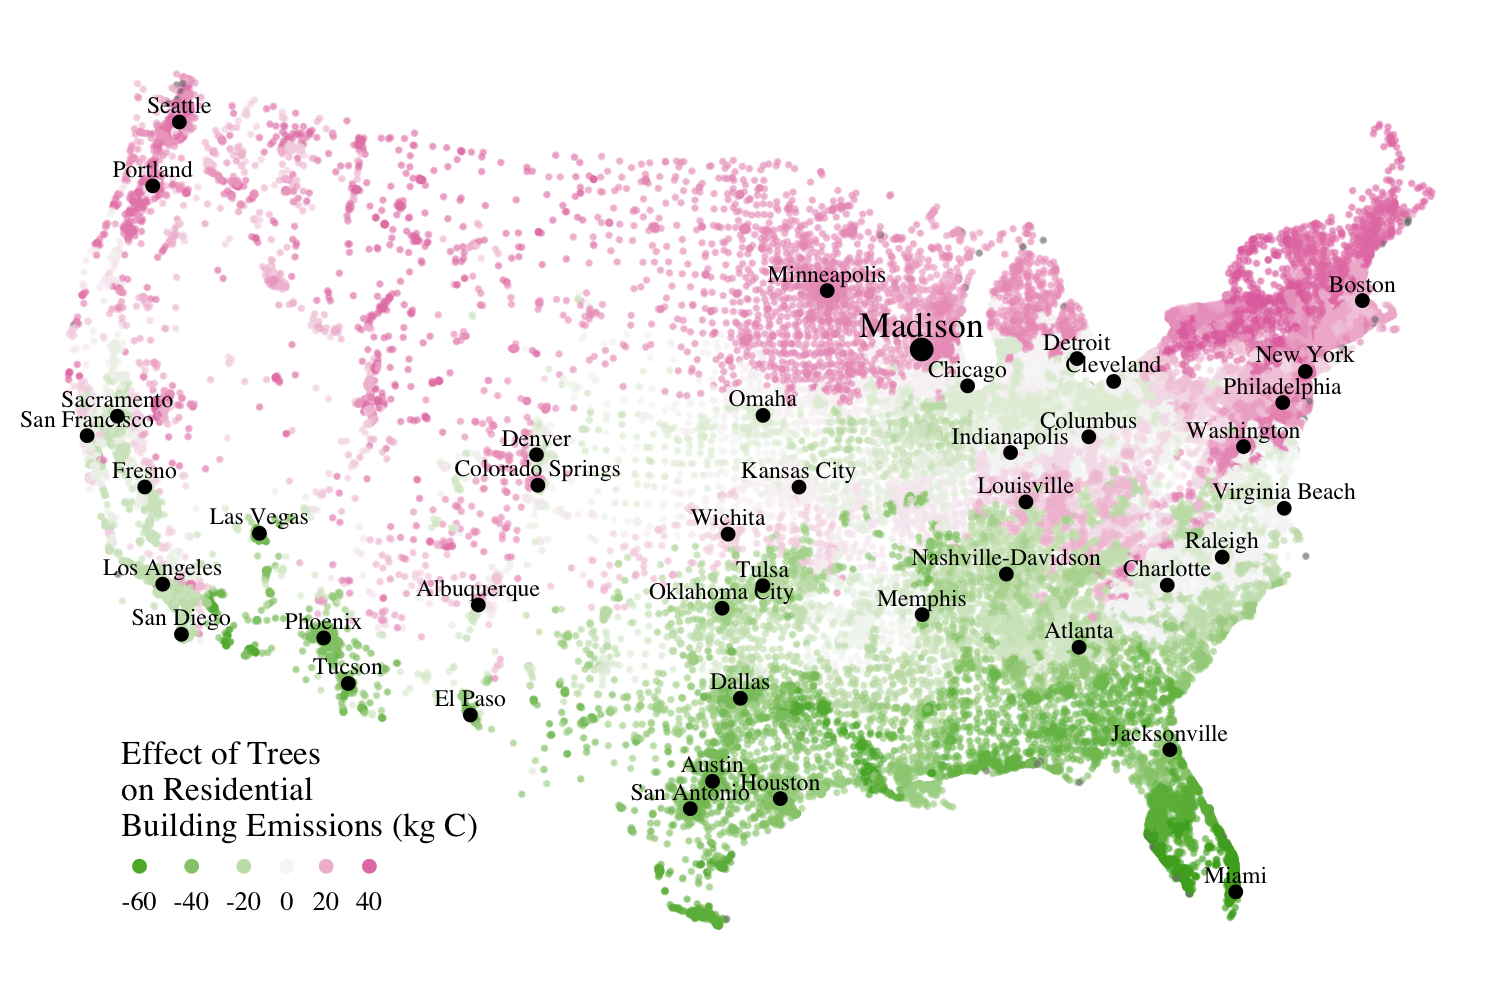 Seattle
Portland
Minneapolis
Boston
Madison
Detroit
New York
Chicago
Cleveland
Philadelphia
Sacramento
Omaha
San Francisco
Columbus
Washington
Denver
Indianapolis
Fresno
Colorado Springs
Kansas City
Louisville
Virginia Beach
Las Vegas
Wichita
Raleigh
Los Angeles
Nashville-Davidson
Tulsa
Charlotte
Albuquerque
Oklahoma City
Memphis
San Diego
Phoenix
Atlanta
Tucson
Dallas
El Paso
Jacksonville
Austin
Houston
San Antonio
Miami
Effect of Trees
on Residential
Building Emissions (kg C)
-60 -40 -20 0 20 40